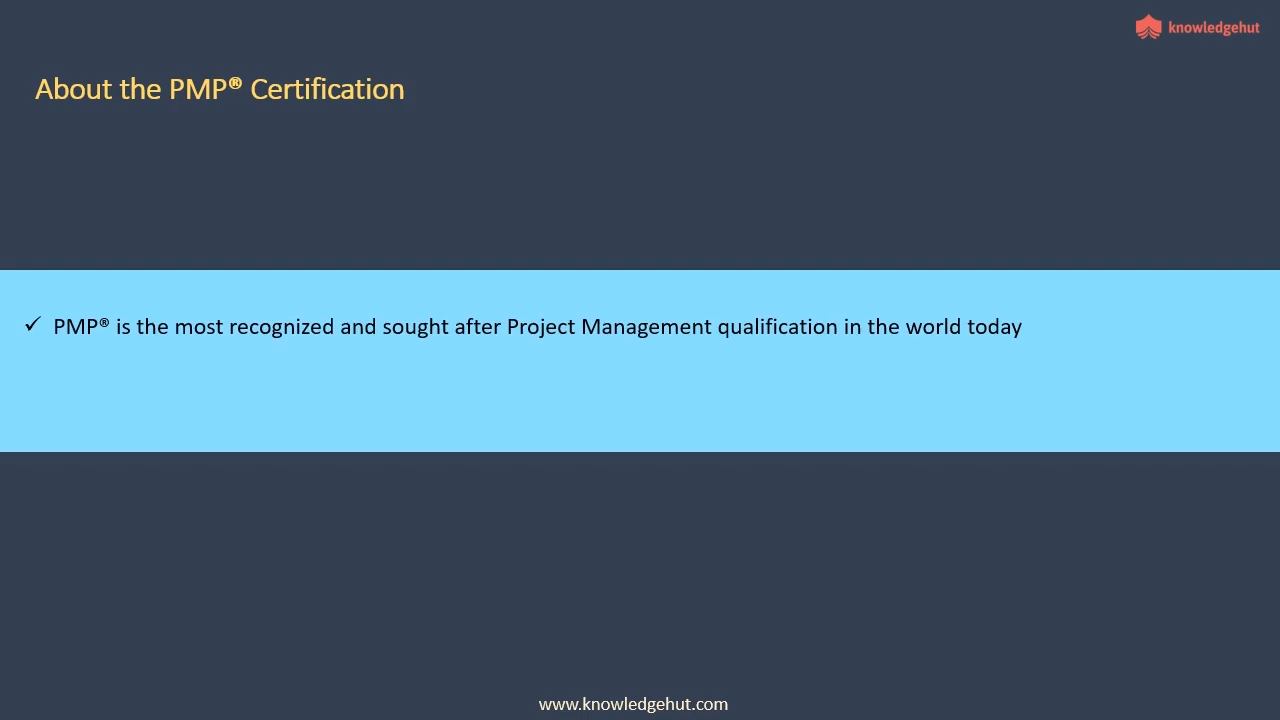 knowledgehut
About the PMP® Certification
✓ PMP® is the most recognized and sought after Project Management qualification in the world today
www.knowledgehut.com